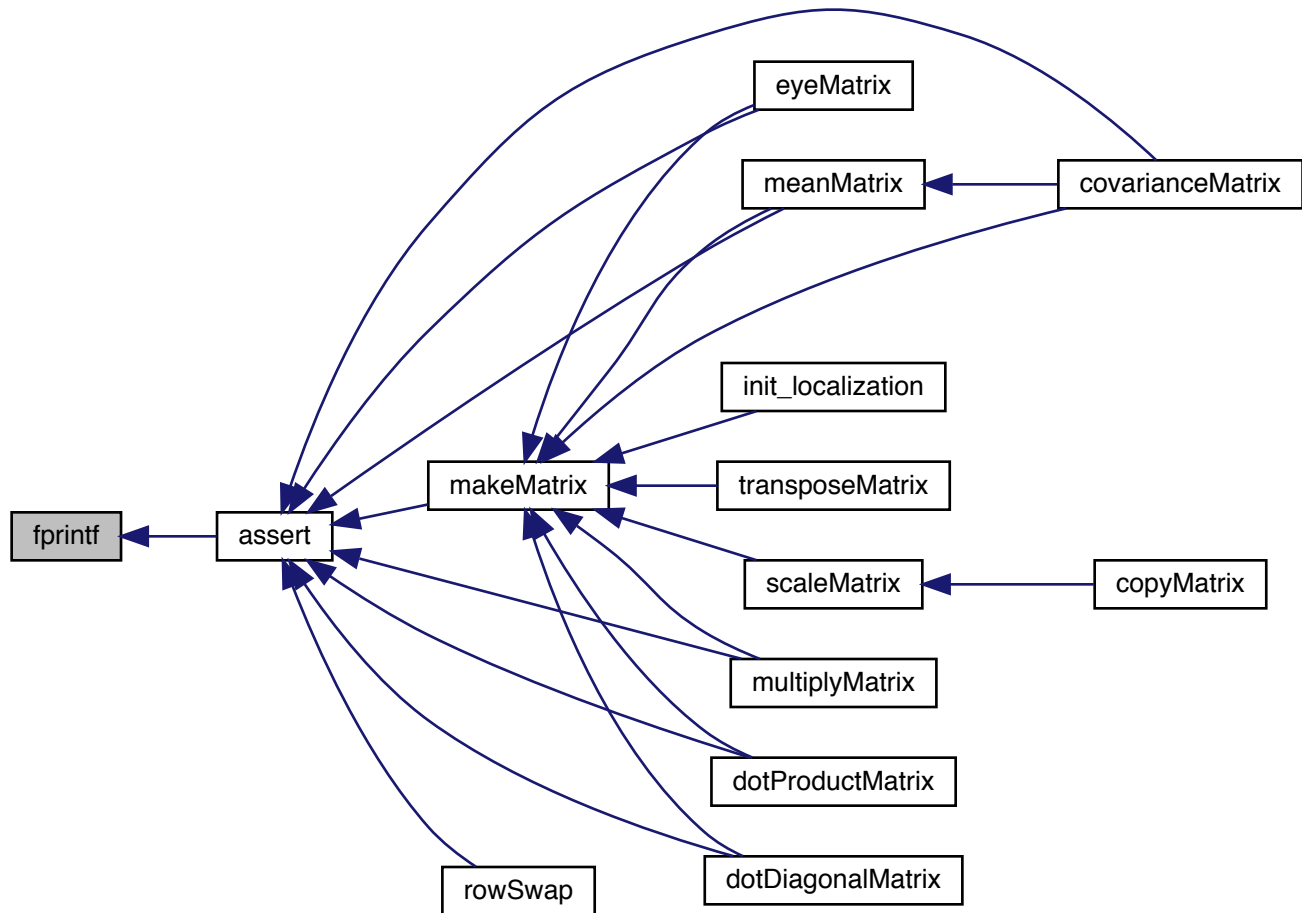 eyeMatrix
meanMatrix
covarianceMatrix
init_localization
makeMatrix
transposeMatrix
fprintf
assert
scaleMatrix
copyMatrix
multiplyMatrix
dotProductMatrix
dotDiagonalMatrix
rowSwap